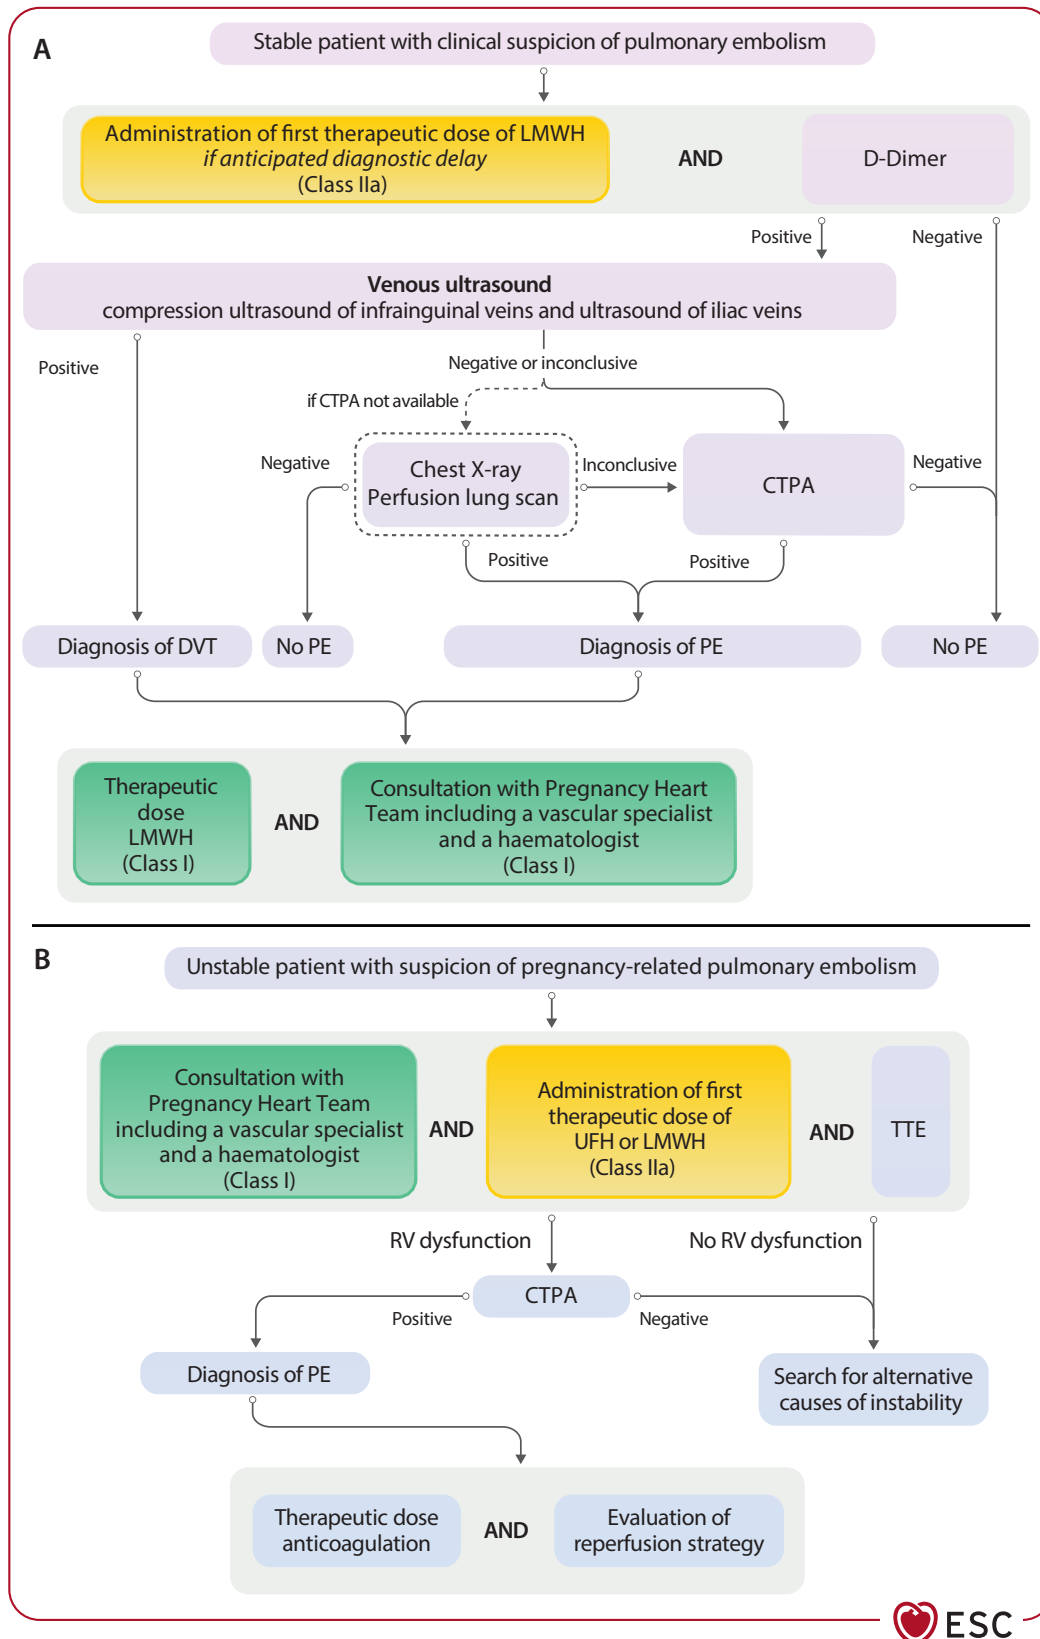 A
Stable patient with clinical suspicion of pulmonary embolism
Administration of first therapeutic dose of LMWH
if anticipated diagnostic delay
(Class IIa)
AND
D-Dimer
Positive
Negative
Venous ultrasound
compression ultrasound of infrainguinal veins and ultrasound of iliac veins
Positive
Negative or inconclusive
if CTPA not available
Negative
Chest X-ray
Perfusion lung scan
Inconclusive
CTPA
Negative
Positive
Positive
Diagnosis of DVT
No PE
Diagnosis of PE
No PE
Therapeutic
dose
LMWH
(Class I)
AND
Consultation with Pregnancy Heart
Team including a vascular specialist
and a haematologist
(Class I)
B
Unstable patient with suspicion of pregnancy-related pulmonary embolism
Consultation with
Pregnancy Heart Team
including a vascular specialist
and a haematologist
(Class I)
AND
Administration of first
therapeutic dose of
UFH or LMWH
(Class IIa)
AND
TTE
RV dysfunction
No RV dysfunction
CTPA
Positive
Negative
Diagnosis of PE
Search for alternative
causes of instability
Therapeutic dose
anticoagulation
AND
Evaluation of
reperfusion strategy
ESC